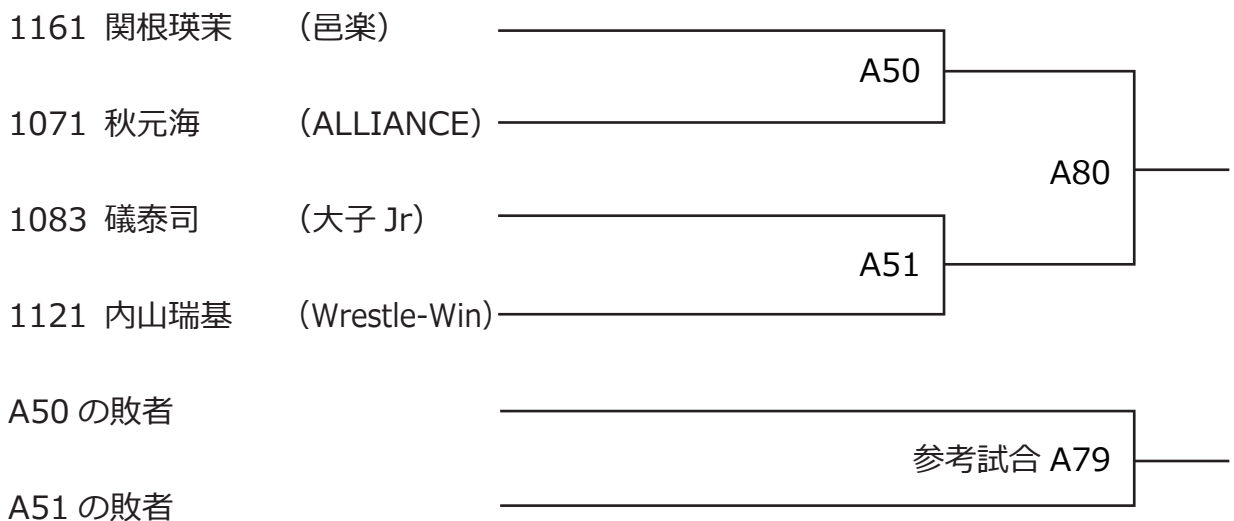 1161 関根瑛茉 （邑楽）
A50
1071 秋元海 （ALLIANCE）
A80
1083 礒泰司 （大子 Jr）
A51
1121 内山瑞基 （Wrestle-Win）
A50 の敗者
参考試合 A79
A51 の敗者